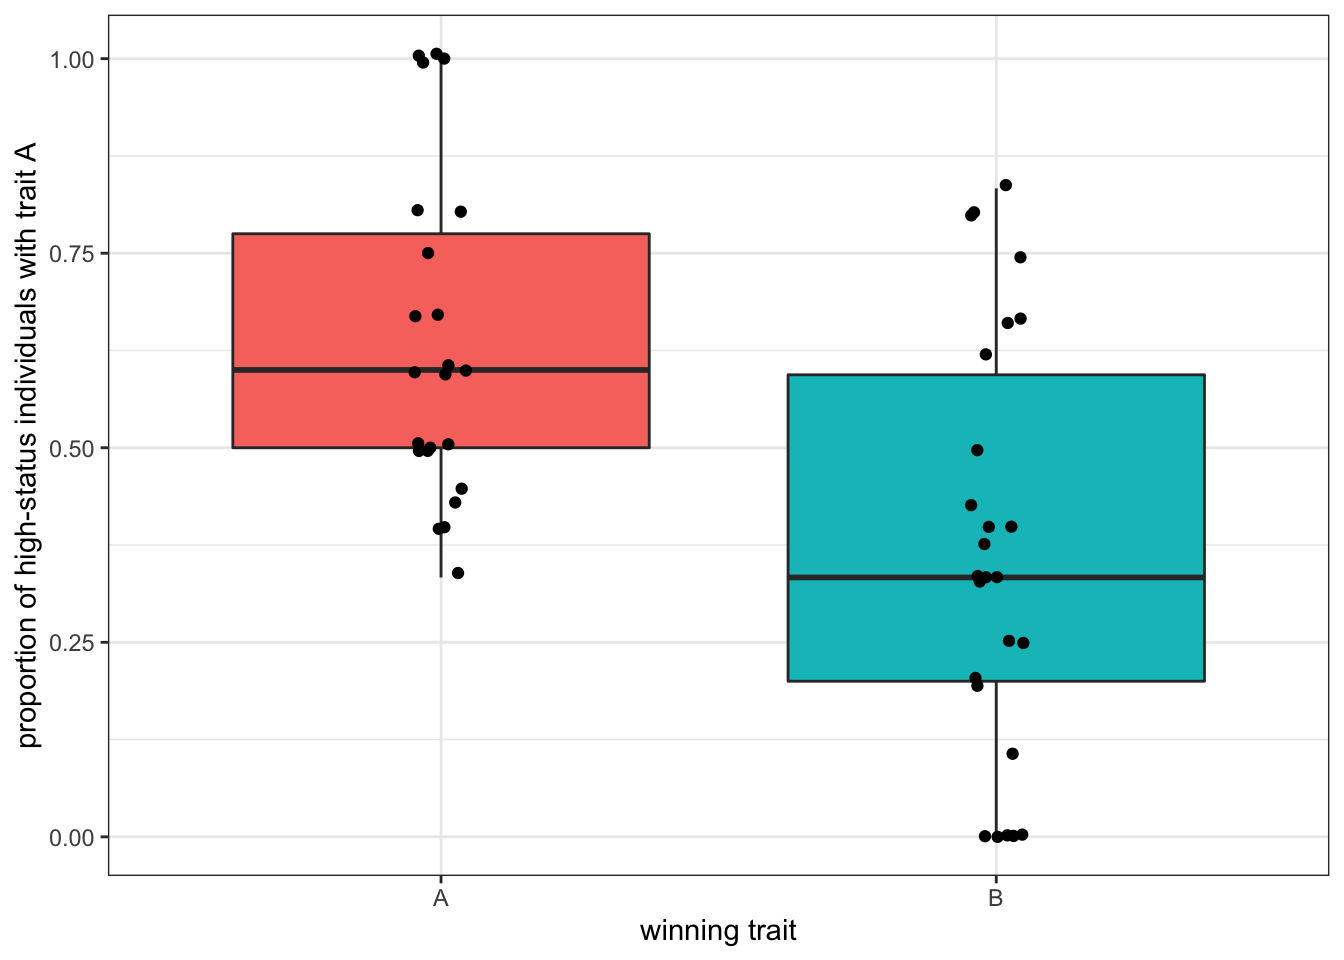 proportion of high-status individuals with trait A
1.00
0.75
0.50
0.25
0.00
A
B
winning trait